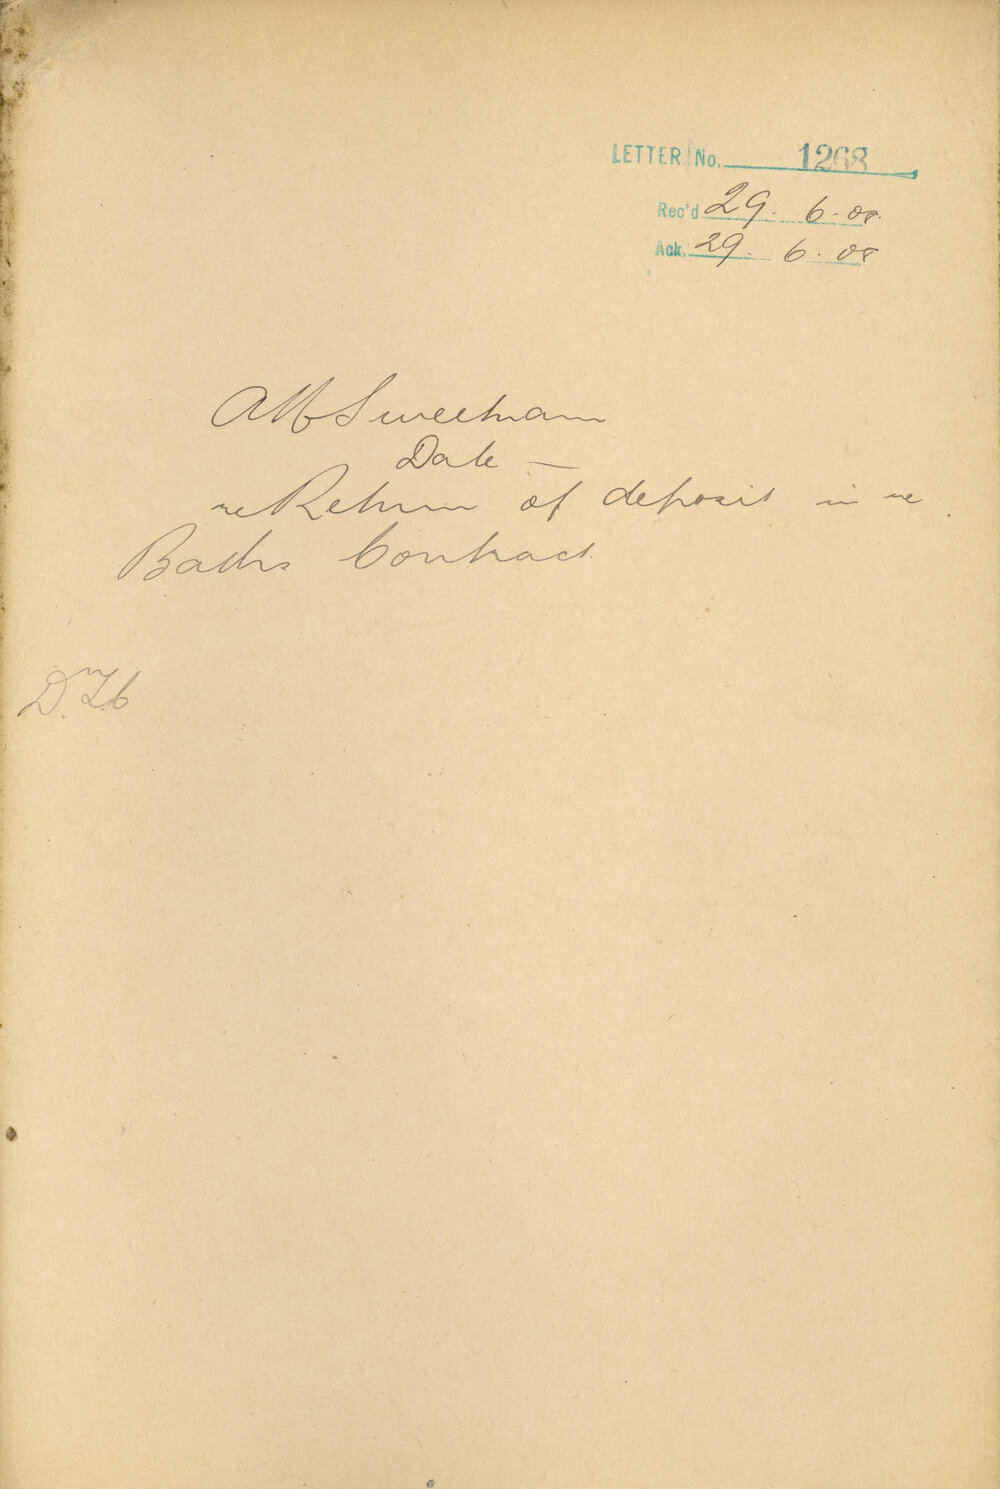 LETTER No. 1268
Rec'd 29. 6. 08.
Ack. 29. 6. 08
Sweetnam
Date —
re Return of deposit in re
Baths Contract.